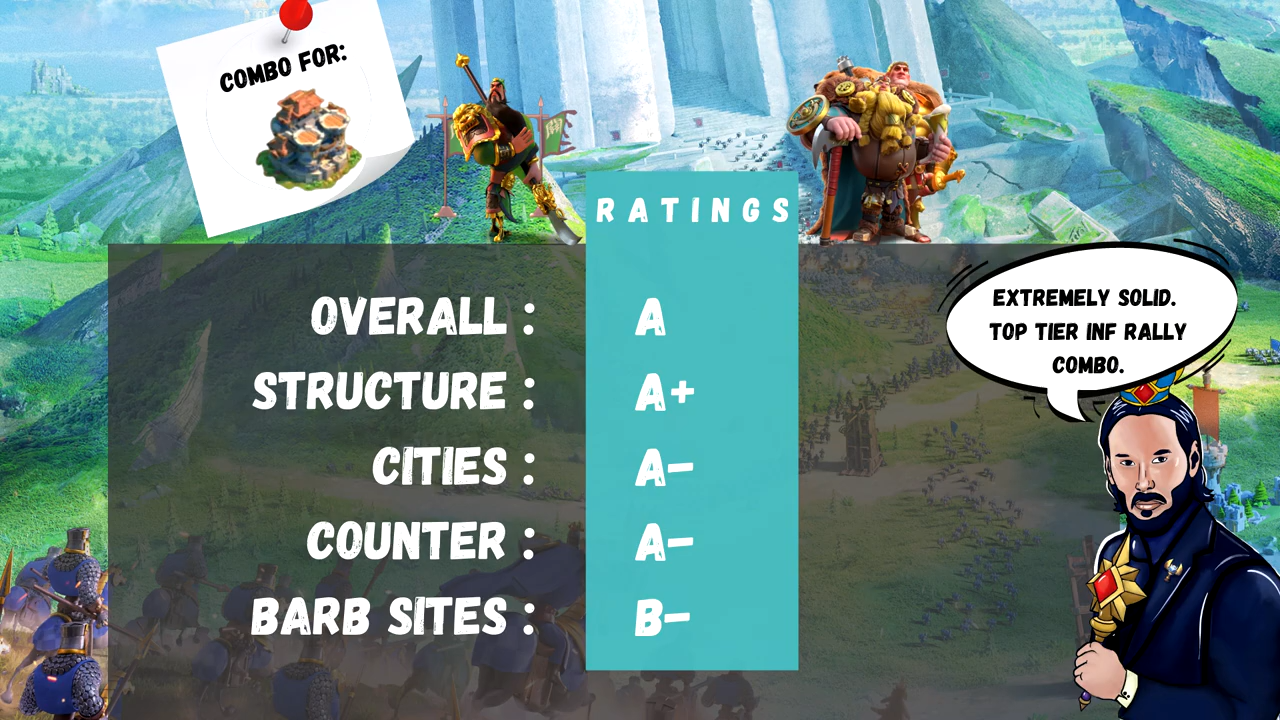 COMBO FOR:
RATINGS
OVERALL : A
STRUCTURE : A+
CITIES : A-
COUNTER : A-
BARB SITES : B-
EXTREMELY SOLID.
TOP TIER INF RALLY
COMBO.